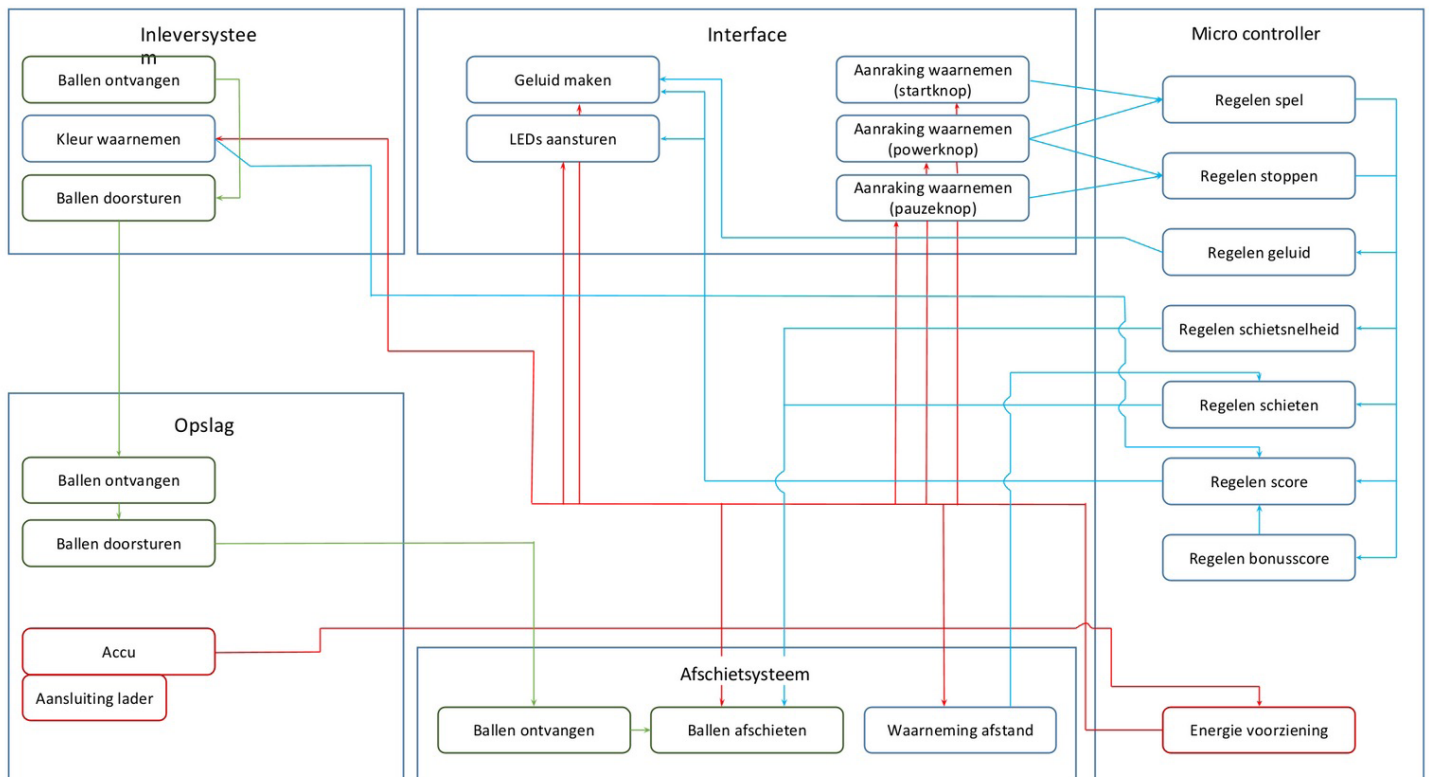 Inleversystee
m
Ballen ontvangen
Kleur waarnemen
Ballen doorsturen
Interface
Geluid maken
LEDs aansturen
Aanraking waarnemen
(startknop)
Aanraking waarnemen
(powerknop)
Aanraking waarnemen
(pauzeknop)
Micro controller
Regelen spel
Regelen stoppen
Regelen geluid
Regelen schietsnelheid
Regelen schieten
Regelen score
Regelen bonusscore
Energie voorziening
Opslag
Ballen ontvangen
Ballen doorsturen
Accu
Aansluiting lader
Afschietsysteem
Ballen ontvangen
Ballen afschieten
Waarneming afstand